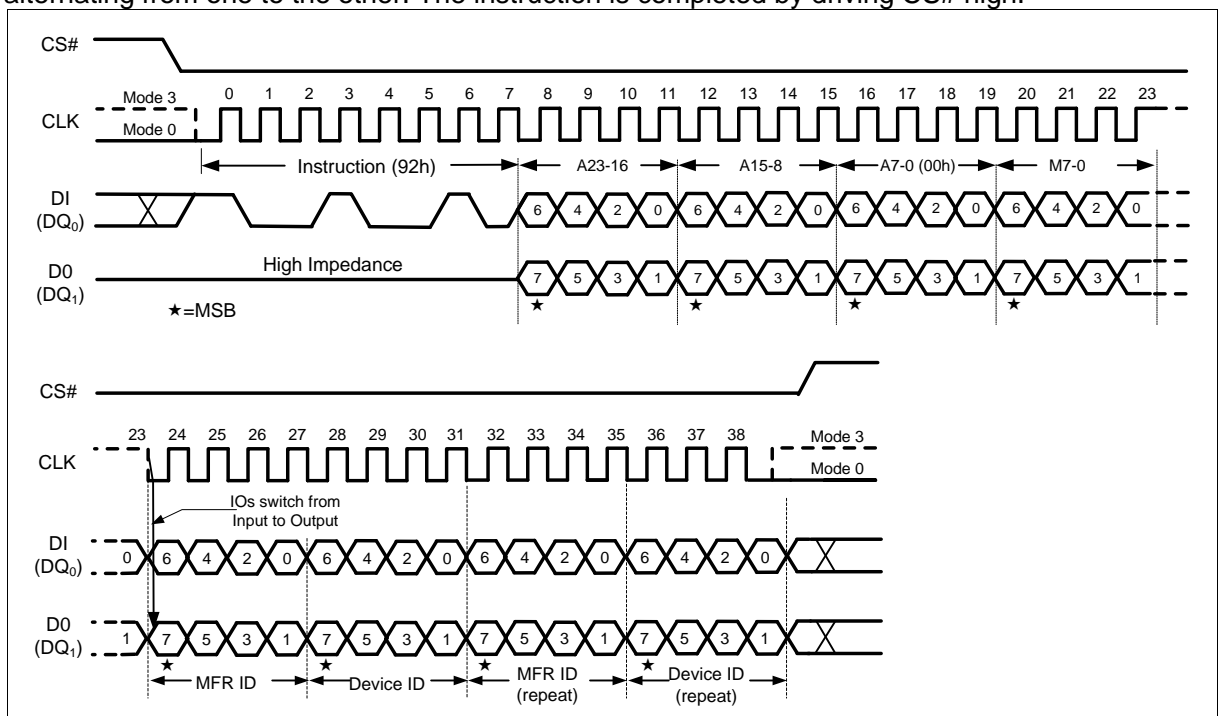 alternating from one to the other. The instruction is completed by driving CS# high.
CS#
Mode 3
0 1 2 3 4 5 6 7 8 9 10 11 12 13 14 15 16 17 18 19 20 21 22 23
CLK
Mode 0
Instruction (92h) A23-16 A15-8 A7-0 (00h) M7-0
DI
(DQ0)
6 4 2 0 6 4 2 0 6 4 2 0 6 4 2 0
High Impedance
D0
(DQ1)
7 5 3 1 7 5 3 1 7 5 3 1 7 5 3 1
★=MSB ★ ★ ★ ★
CS#
23 24 25 26 27 28 29 30 31 32 33 34 35 36 37 38
Mode 3
CLK
Mode 0
IOs switch from
Input to Output
DI
(DQ0)
0 6 4 2 0 6 4 2 0 6 4 2 0 6 4 2 0
D0
(DQ1)
1 7 5 3 1 7 5 3 1 7 5 3 1 7 5 3 1
★ ★ ★ ★
MFR ID Device ID MFR ID
(repeat)
Device ID
(repeat)